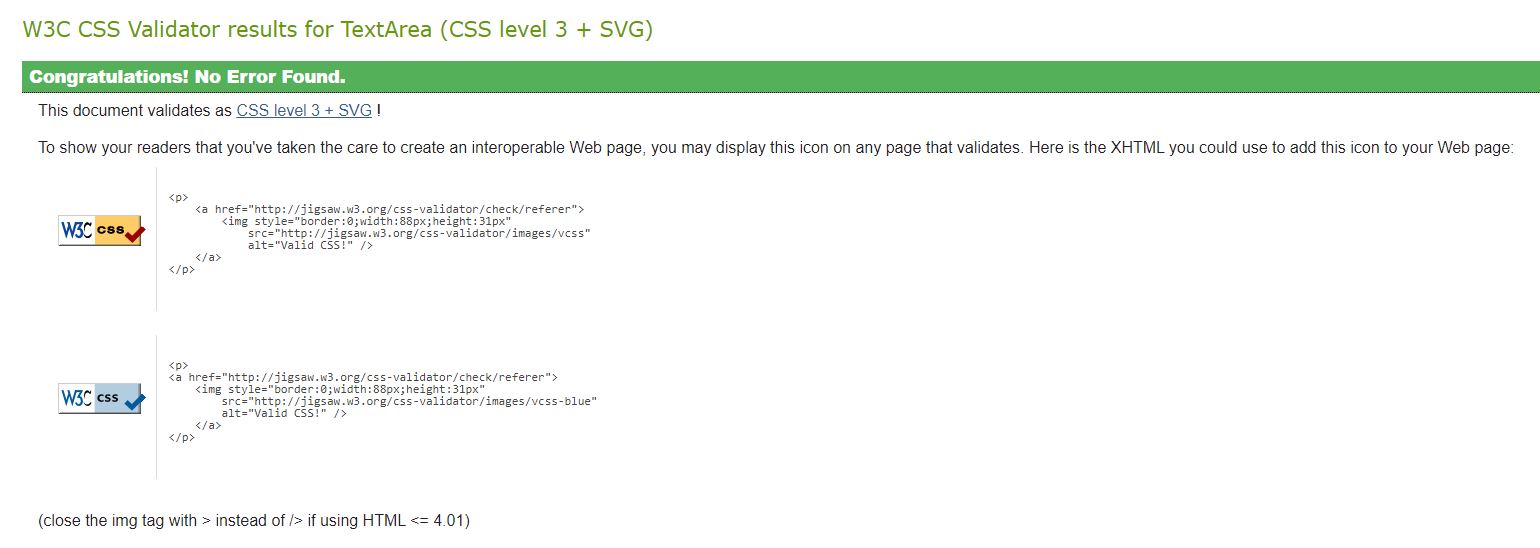 W3C CSS Validator results for TextArea (CSS level 3 + SVG)
Congratulations! No Error Found.
This document validates as CSS level 3 + SVG !
To show your readers that you've taken the care to create an interoperable Web page, you may display this icon on any page that validates. Here is the XHTML you could use to add this icon to your Web page:
W3C css
<p>
<a href="http://jigsaw.w3.org/css-validator/check/referer">
<img style="border:0;width:88px;height:31px"
src="http://jigsaw.w3.org/css-validator/images/vcss"
alt="Valid CSS!" />
</a>
</p>
W3C css
<p>
<a href="http://jigsaw.w3.org/css-validator/check/referer">
<img style="border:0;width:88px;height:31px"
src="http://jigsaw.w3.org/css-validator/images/vcss-blue"
alt="Valid CSS!" />
</a>
</p>
(close the img tag with > instead of /> if using HTML <= 4.01)